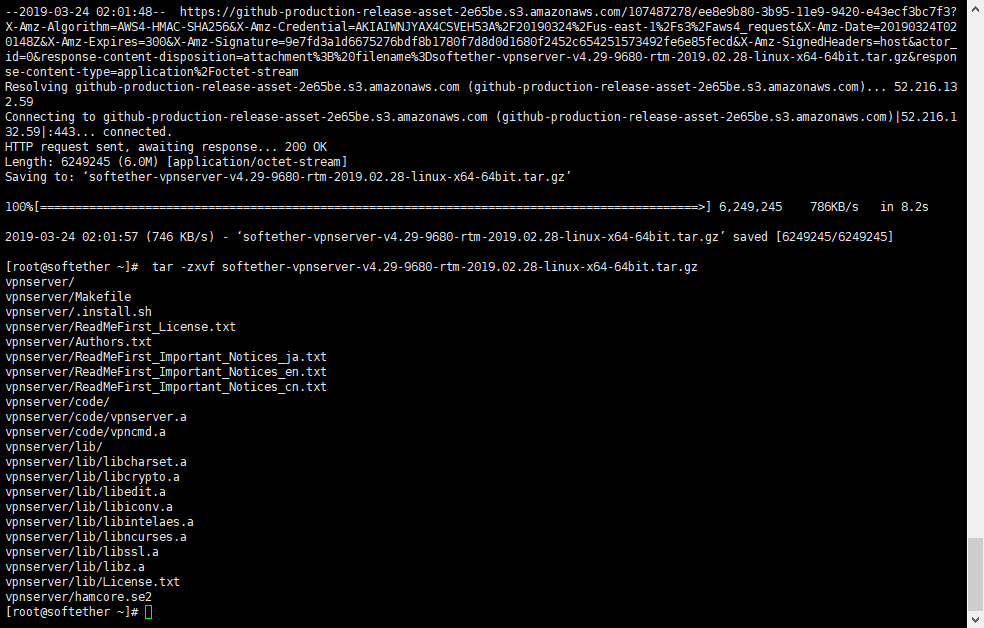 --2019-03-24 02:01:48--  https://github-production-release-asset-2e65be.s3.amazonaws.com/107487278/ee8e9b80-3b95-11e9-9420-e43ecf3bc7f3?
X-Amz-Algorithm=AWS4-HMAC-SHA256&X-Amz-Credential=AKIAIWNJYAX4CSVEH53A%2F20190324%2Fus-east-1%2Fs3%2Faws4_request&X-Amz-Date=20190324T02
0148Z&X-Amz-Expires=300&X-Amz-Signature=9e7fd3a1d6675276bdf8b1780f7d8d0d1680f2452c654251573492fe6e85fecd&X-Amz-SignedHeaders=host&actor_
id=0&response-content-disposition=attachment%3B%20filename%3Dsoftether-vpnserver-v4.29-9680-rtm-2019.02.28-linux-x64-64bit.tar.gz&respon
se-content-type=application%2Foctet-stream
Resolving github-production-release-asset-2e65be.s3.amazonaws.com (github-production-release-asset-2e65be.s3.amazonaws.com)... 52.216.13
2.59
Connecting to github-production-release-asset-2e65be.s3.amazonaws.com (github-production-release-asset-2e65be.s3.amazonaws.com)|52.216.1
32.59|:443... connected.
HTTP request sent, awaiting response... 200 OK
Length: 6249245 (6.0M) [application/octet-stream]
Saving to: ‘softether-vpnserver-v4.29-9680-rtm-2019.02.28-linux-x64-64bit.tar.gz’
100%[==============================================================================================>] 6,249,245    786KB/s   in 8.2s
2019-03-24 02:01:57 (746 KB/s) - ‘softether-vpnserver-v4.29-9680-rtm-2019.02.28-linux-x64-64bit.tar.gz’ saved [6249245/6249245]
[root@softether ~]#  tar -zxvf softether-vpnserver-v4.29-9680-rtm-2019.02.28-linux-x64-64bit.tar.gz
vpnserver/
vpnserver/Makefile
vpnserver/.install.sh
vpnserver/ReadMeFirst_License.txt
vpnserver/Authors.txt
vpnserver/ReadMeFirst_Important_Notices_ja.txt
vpnserver/ReadMeFirst_Important_Notices_en.txt
vpnserver/ReadMeFirst_Important_Notices_cn.txt
vpnserver/code/
vpnserver/code/vpnserver.a
vpnserver/code/vpncmd.a
vpnserver/lib/
vpnserver/lib/libcharset.a
vpnserver/lib/libcrypto.a
vpnserver/lib/libedit.a
vpnserver/lib/libiconv.a
vpnserver/lib/libintelaes.a
vpnserver/lib/libncurses.a
vpnserver/lib/libssl.a
vpnserver/lib/libz.a
vpnserver/lib/License.txt
vpnserver/hamcore.se2
[root@softether ~]#